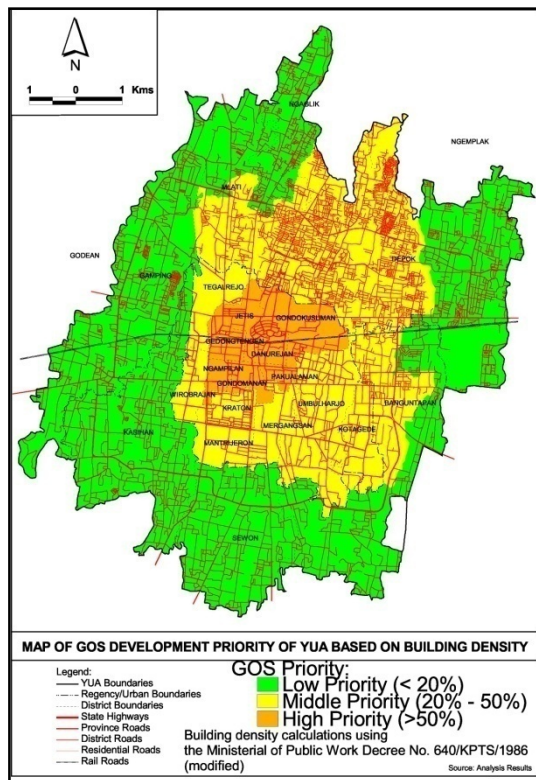 N
1 0 1 Kms
NGAGLIK
NGEMPLAK
MLATI
GODEAN
DEPOK
GAMPING
TEGALREJO
JETIS
GONDOKUSUMAN
GEDONGTENGEN
DANUREJAN
NGAMPILAN
PAKUALAMAN
GONDOMANAN
WIROBRAJAN
KRATON
UMBULHARJO
BANGUNTAPAN
MERGANGSAN
KOTAGEDE
KASIHAN
MANTRIJERON
SEWON
MAP OF GOS DEVELOPMENT PRIORITY OF YUA BASED ON BUILDING DENSITY
Legend:
YUA Boundaries
Regency/Urban Boundaries
District Boundaries
State Highways
Province Roads
District Roads
Residential Roads
Rail Roads
GOS Priority:
Low Priority (< 20%)
Middle Priority (20% - 50%)
High Priority (>50%)
Building density calculations using
the Ministerial of Public Work Decree No. 640/KPTS/1986
(modified)
Source: Analysis Results